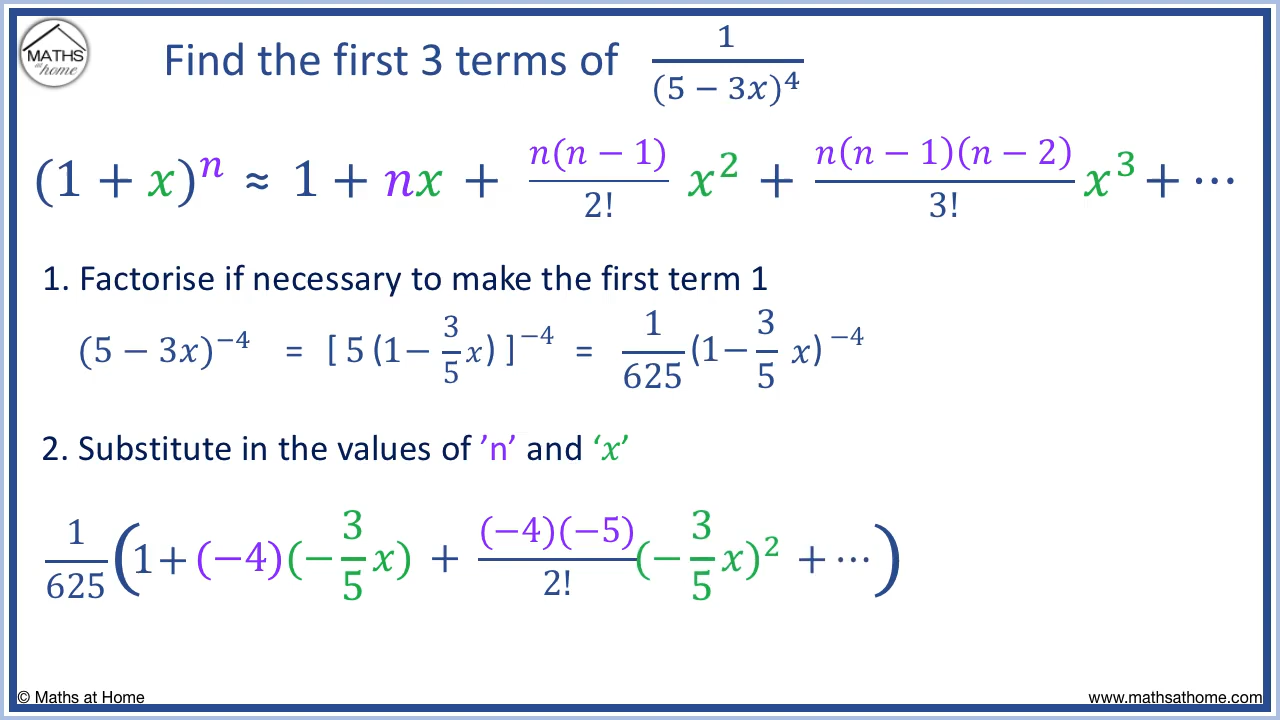 MATHS
at home
Find the first 3 terms of 1/(5 − 3x)⁴
(1 + x)ⁿ ≈ 1 + nx + n(n − 1)/2! x² + n(n − 1)(n − 2)/3! x³ + ⋯
1. Factorise if necessary to make the first term 1
(5 − 3x)⁻⁴ = [ 5 (1− 3/5 x) ]⁻⁴ = 1/625 (1− 3/5 x)⁻⁴
2. Substitute in the values of ’n’ and ‘x’
1/625 (1+ (−4)(− 3/5 x) + (−4)(−5)/2! (− 3/5 x)² + ⋯)
© Maths at Home
www.mathsathome.com